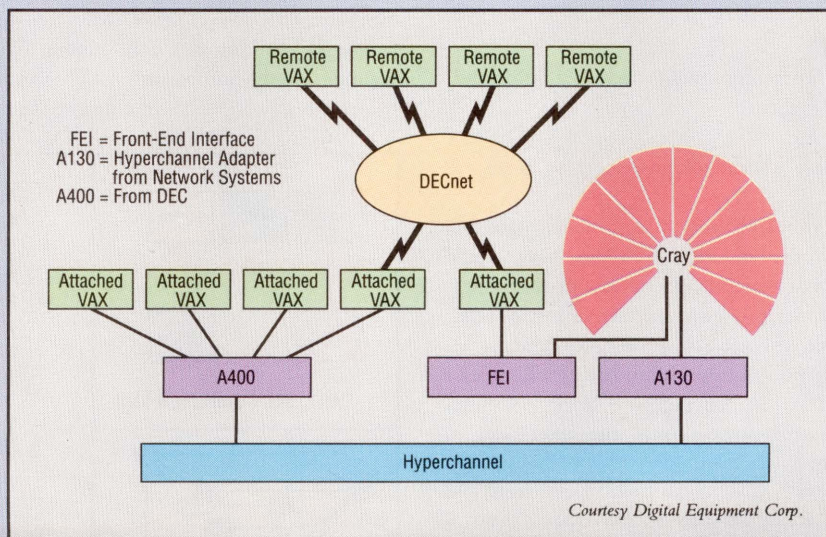 Remote Remote Remote Remote
VAX VAX VAX VAX
FEI = Front-End Interface
A130 = Hyperchannel Adapter
from Network Systems
A400 = From DEC
DECnet
Cray
Attached Attached Attached Attached Attached
VAX VAX VAX VAX VAX
A400 FEI A130
Hyperchannel
Courtesy Digital Equipment Corp.